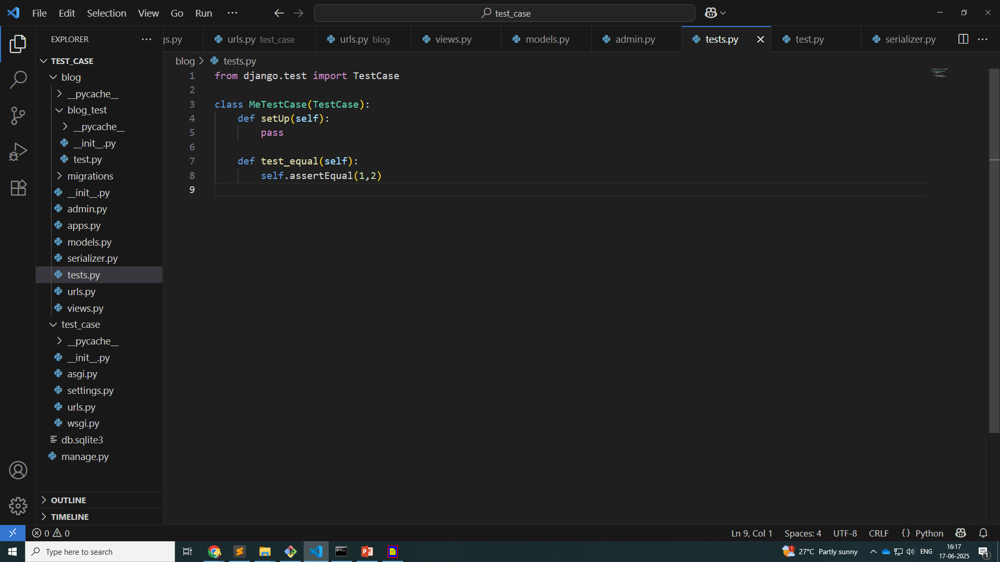 File Edit Selection View Go Run ···
test_case
EXPLORER
gs.py
urls.py test_case
urls.py blog
views.py
models.py
admin.py
tests.py
test.py
serializer.py
TEST_CASE
blog
__pycache__
blog_test
__pycache__
__init__.py
test.py
migrations
__init__.py
admin.py
apps.py
models.py
serializer.py
tests.py
urls.py
views.py
test_case
__pycache__
__init__.py
asgi.py
settings.py
urls.py
wsgi.py
db.sqlite3
manage.py
OUTLINE
TIMELINE
blog > tests.py
1 from django.test import TestCase
2
3 class MeTestCase(TestCase):
4     def setUp(self):
5         pass
6
7     def test_equal(self):
8         self.assertEqual(1,2)
9
0 0
Ln 9, Col 1
Spaces: 4
UTF-8
CRLF
{} Python
Type here to search
1
27°C Partly sunny
ENG
16:17
17-06-2025
1